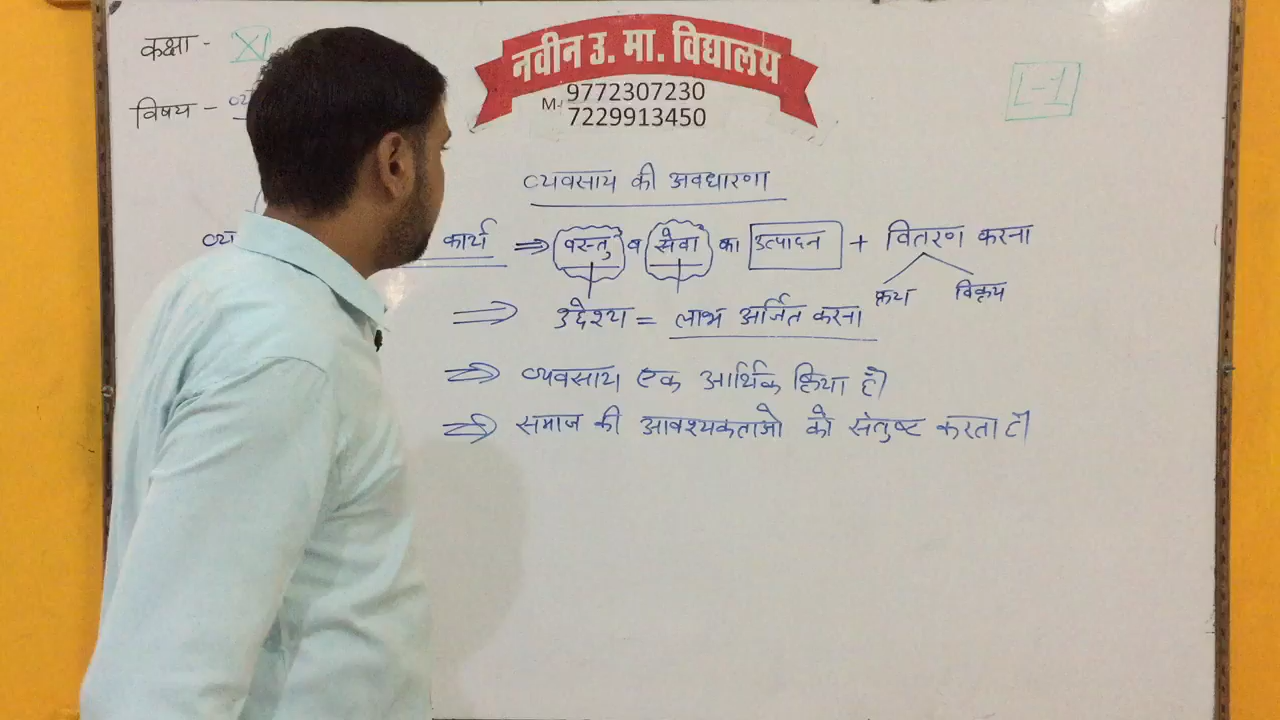 कक्षा - XI
नवीन उ. मा. विद्यालय
M- 9772307230
7229913450
L-1
विषय -
व्यवसाय की अवधारणा
कार्य ⇒ वस्तु व सेवा का उत्पादन + वितरण करना
क्रय विक्रय
⇒ उद्देश्य = लाभ अर्जित करना
⇒ व्यवसाय एक आर्थिक क्रिया है।
⇒ समाज की आवश्यकताओ को संतुष्ट करता है।